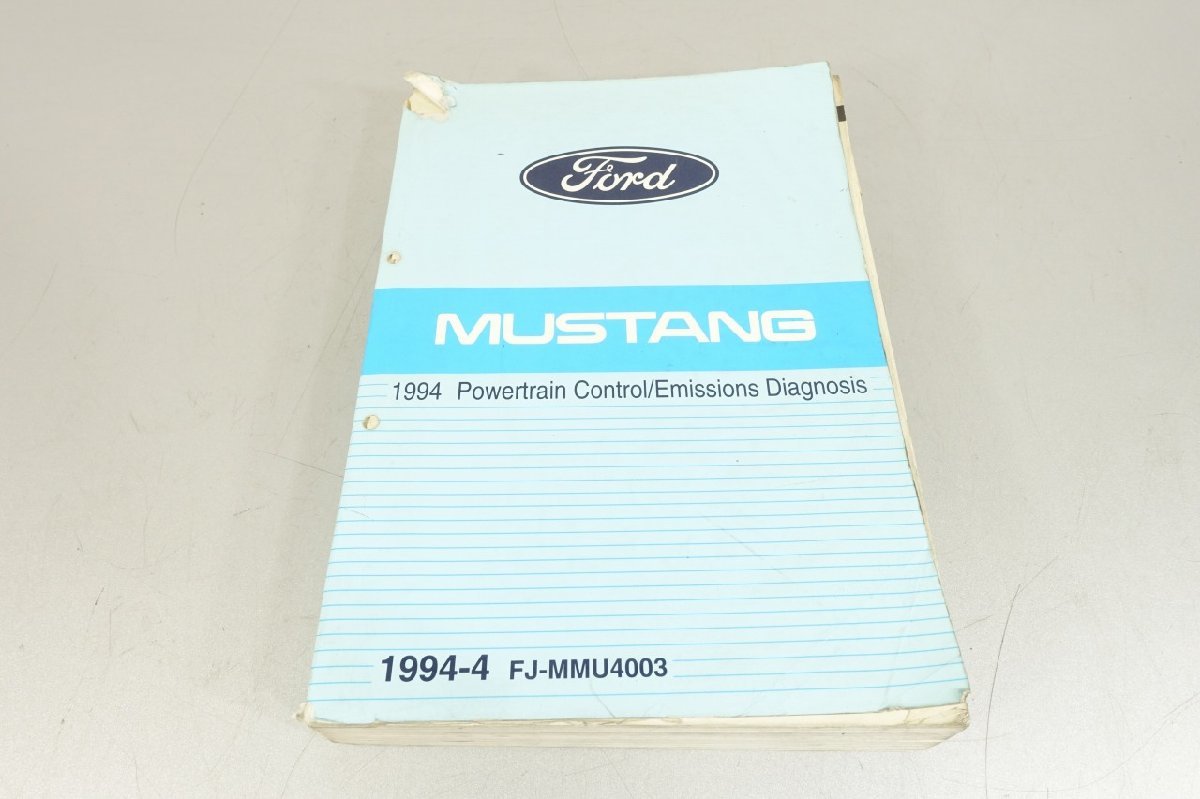 Ford
MUSTANG
1994 Powertrain Control/Emissions Diagnosis
1994-4 FJ-MMU4003